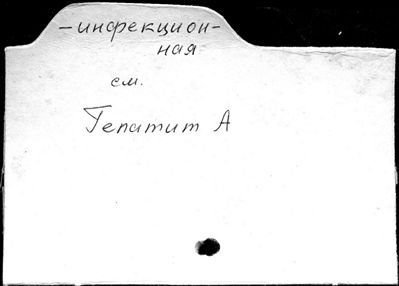 -инфекцион-
ная
см.
Гепатит А